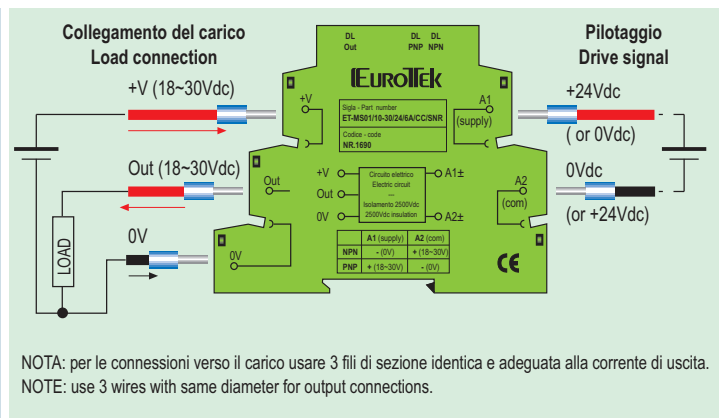 Collegamento del carico
Load connection
+V (18~30Vdc)
Out (18~30Vdc)
0V
LOAD
DL
Out
DL
PNP
DL
NPN
EUROTEK
Sigla - Part number
ET-MS01/10-30/24/6A/CC/SNR
Codice - code
NR.1690
+V
Out
0V
A1
(supply)
A2
(com)
+V
Out
0V
Circuito elettrico
Electric circuit
—
Isolamento 2500Vdc
2500Vdc insulation
A1±
A2±
A1 (supply) A2 (com)
NPN - (0V) + (18~30V)
PNP + (18~30V) - (0V)
CE
Pilotaggio
Drive signal
+24Vdc
( or 0Vdc)
0Vdc
(or +24Vdc)
NOTA: per le connessioni verso il carico usare 3 fili di sezione identica e adeguata alla corrente di uscita.
NOTE: use 3 wires with same diameter for output connections.